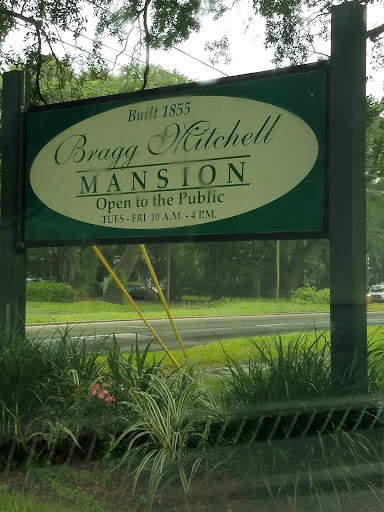 Built 1855
Bragg Mitchell
MANSION
Open to the Public
TUES - FRI 10 A.M. - 4 P.M.